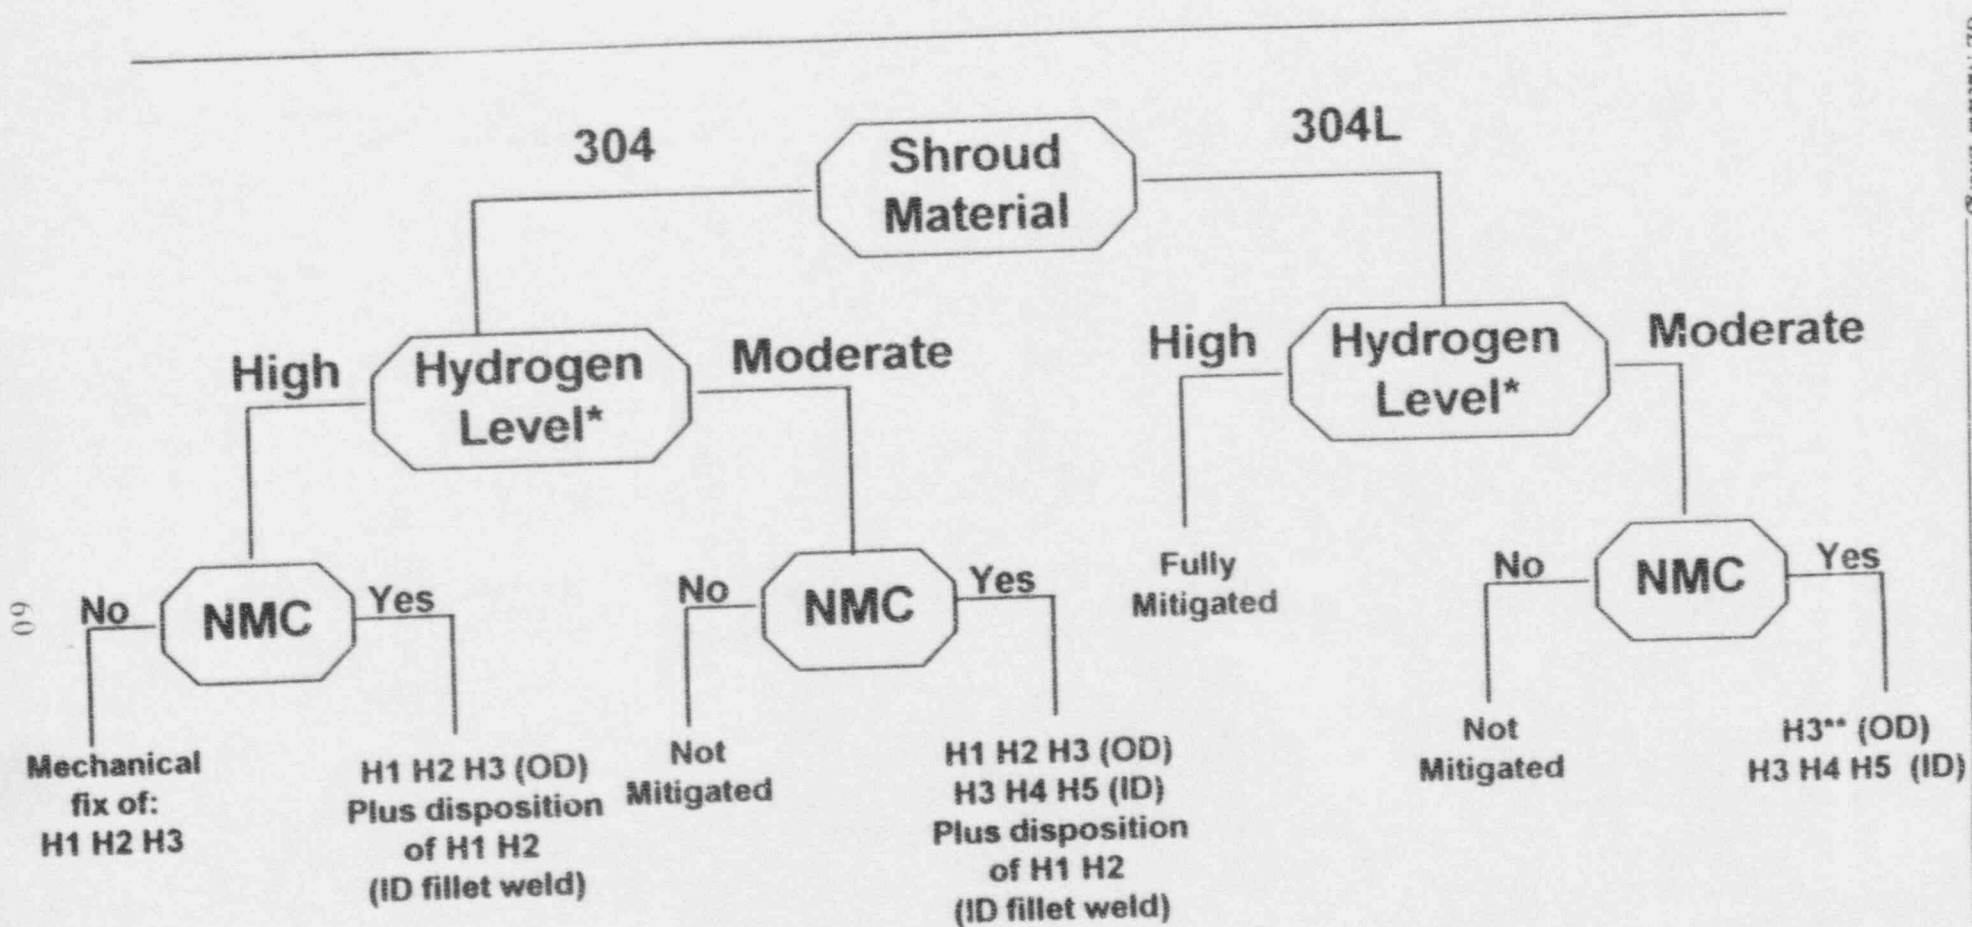 304
Shroud
Material
304L
High
Hydrogen
Level*
Moderate
High
Hydrogen
Level*
Moderate
No
NMC
Yes
No
NMC
Yes
Fully
Mitigated
No
NMC
Yes
Mechanical
fix of:
H1 H2 H3
H1 H2 H3 (OD)
Plus disposition
of H1 H2
(ID fillet weld)
Not
Mitigated
H1 H2 H3 (OD)
H3 H4 H5 (ID)
Plus disposition
of H1 H2
(ID fillet weld)
Not
Mitigated
H3** (OD)
H3 H4 H5 (ID)
60